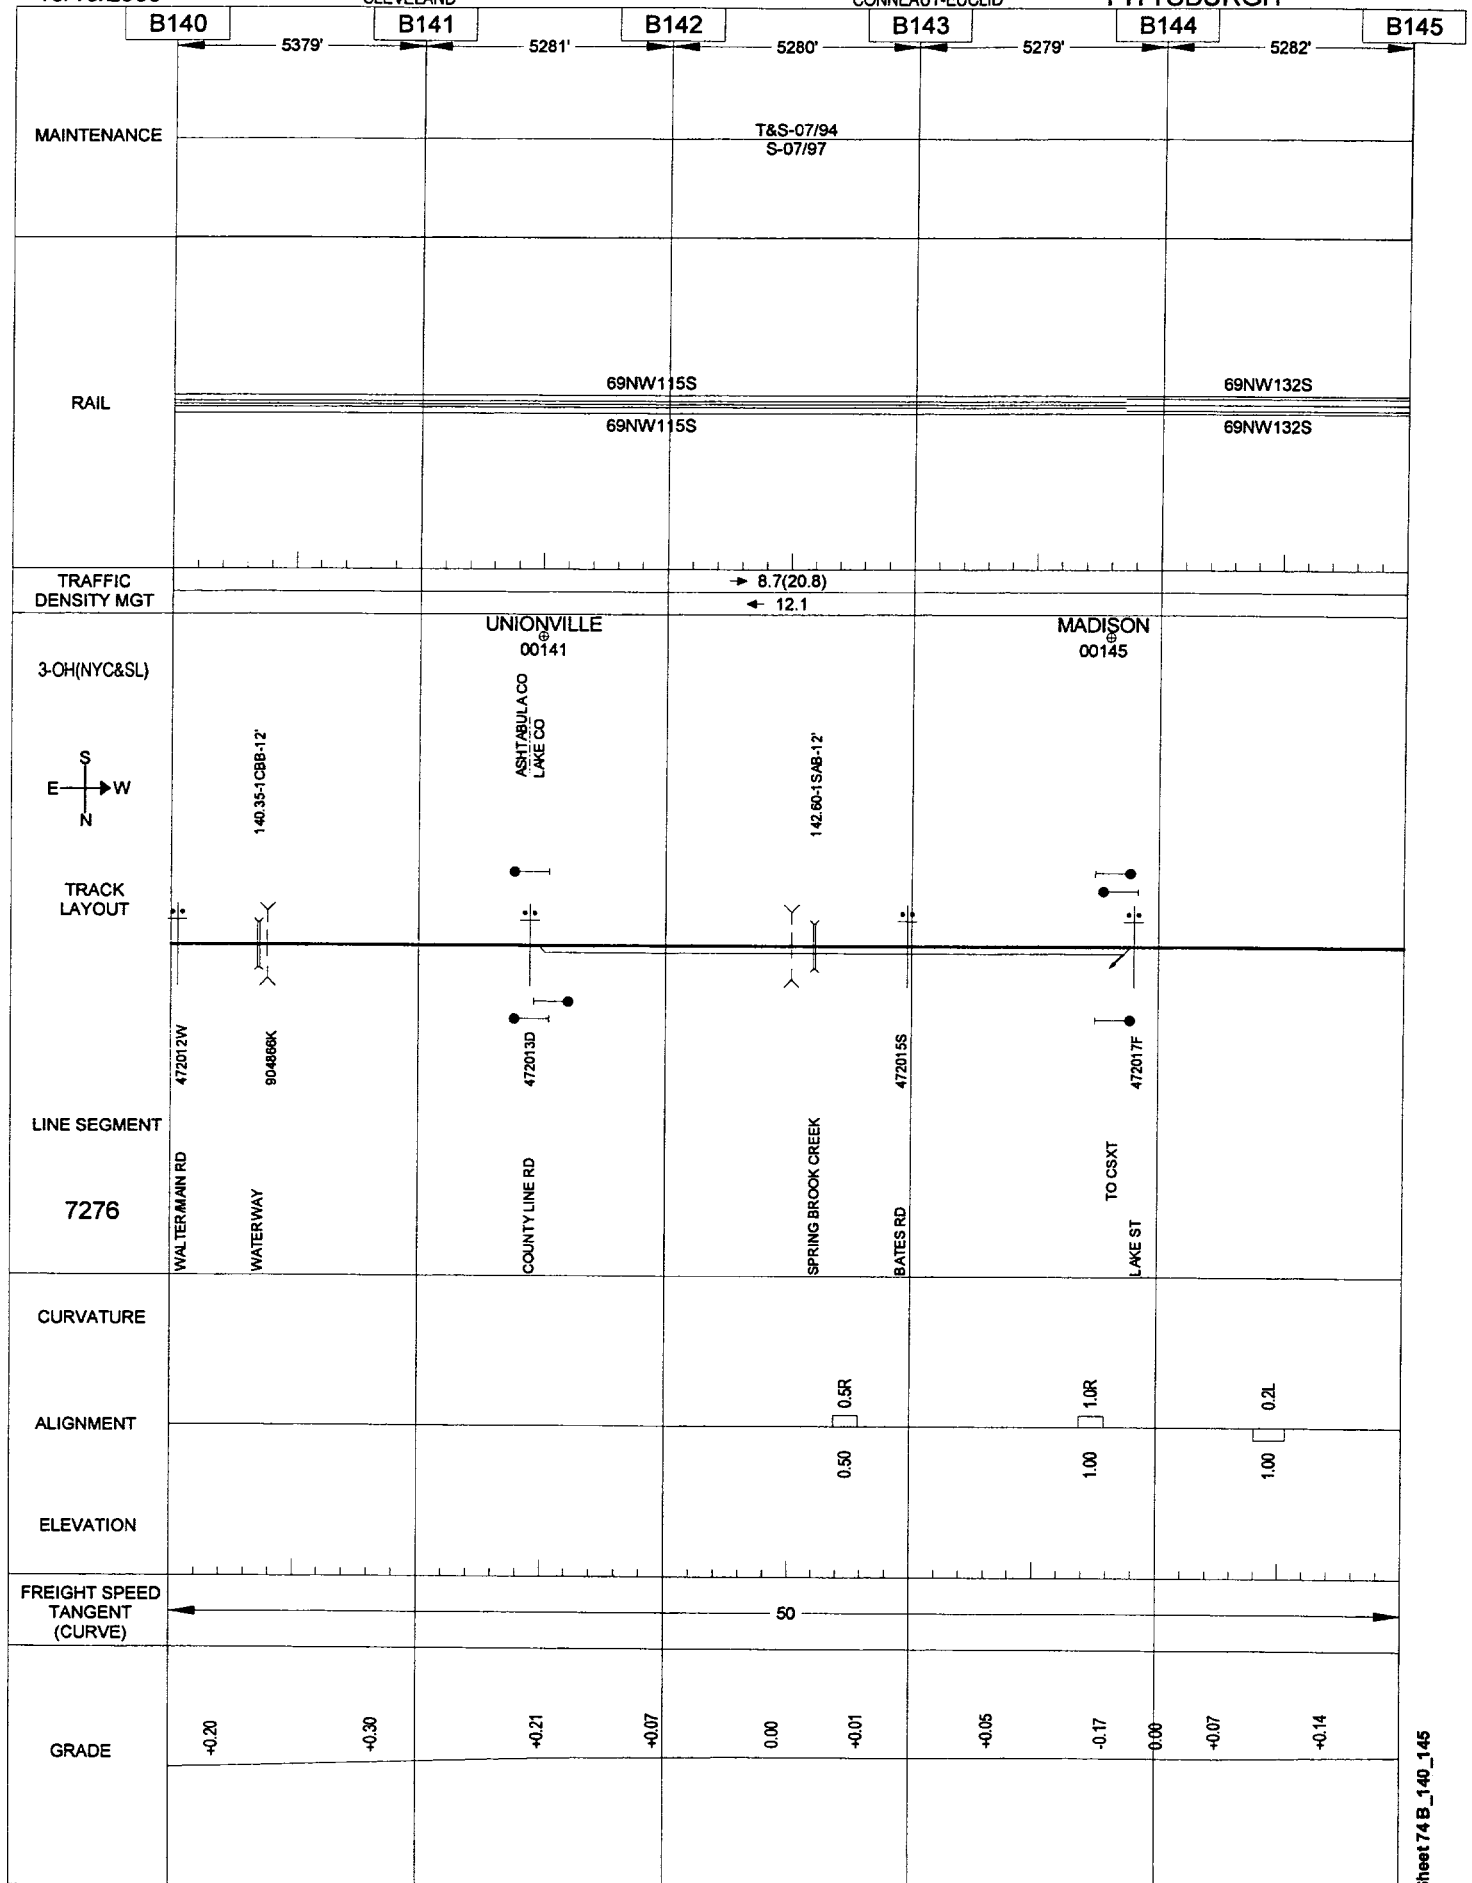 CLEVELAND
CONNEAUT-EUCLID
PITTSBURGH
B140
B141
B142
B143
B144
B145
5379'
5281'
5280'
5279'
5282'
MAINTENANCE
T&S-07/94
S-07/97
RAIL
69NW115S
69NW132S
69NW115S
69NW132S
TRAFFIC
DENSITY MGT
8.7(20.8)
12.1
3-OH(NYC&SL)
UNIONVILLE
00141
MADISON
00145
ASHTABULA CO
LAKE CO
140.35-1CBB-12'
142.60-1SAB-12'
S
E W
N
TRACK
LAYOUT
472012W
904866K
472013D
472015S
472017F
LINE SEGMENT
7276
WALTER/MAIN RD
WATERWAY
COUNTY LINE RD
SPRING BROOK CREEK
BATES RD
TO CSXT
LAKE ST
CURVATURE
0.5R
1.0R
0.2L
ALIGNMENT
0.50
1.00
1.00
ELEVATION
FREIGHT SPEED
TANGENT
(CURVE)
50
GRADE
+0.20
+0.30
+0.21
+0.07
0.00
+0.01
+0.05
-0.17
0.00
+0.07
+0.14
Sheet 74 B_140_145